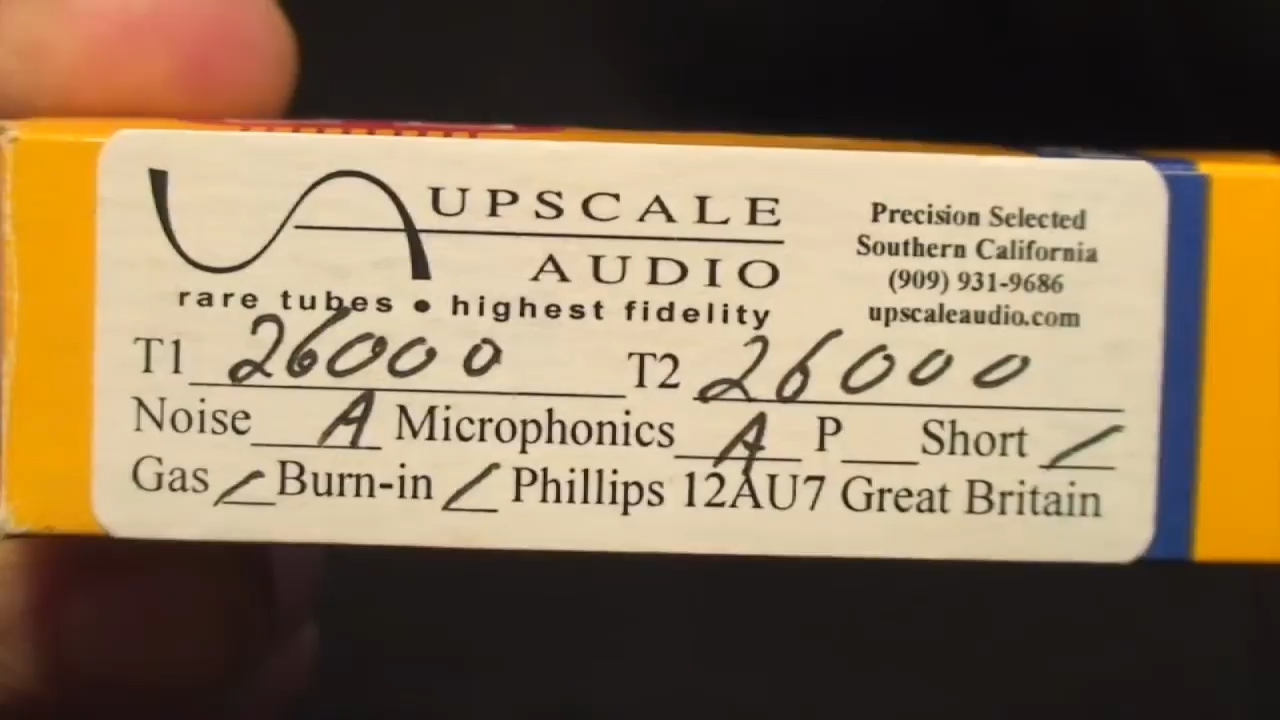 UPSCALE
AUDIO
rare tubes • highest fidelity
Precision Selected
Southern California
(909) 931-9686
upscaleaudio.com
T1 26000 T2 26000
Noise A Microphonics A P___ Short /
Gas / Burn-in / Phillips 12AU7 Great Britain